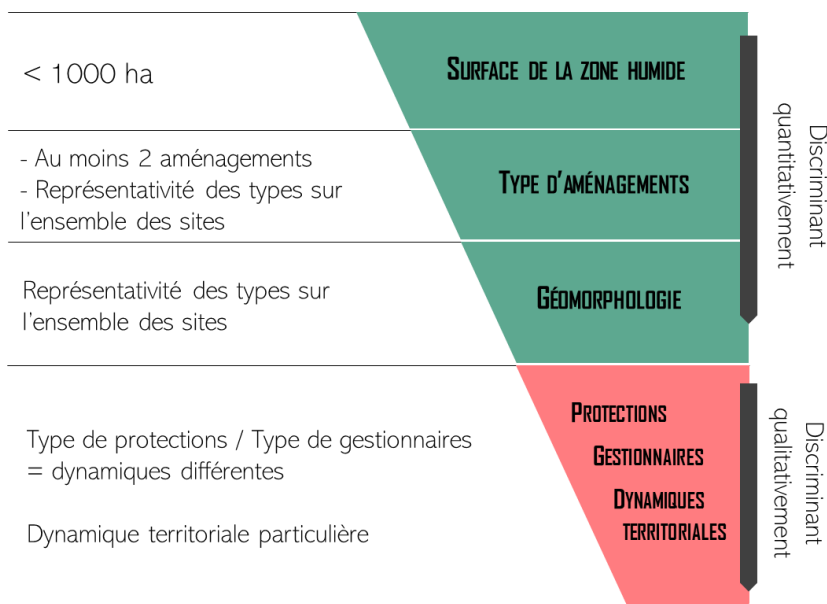 < 1000 ha
SURFACE DE LA ZONE HUMIDE
- Au moins 2 aménagements
- Représentativité des types sur
l'ensemble des sites
TYPE D'AMÉNAGEMENTS
Représentativité des types sur
l'ensemble des sites
GÉOMORPHOLOGIE
Discriminant
quantitativement
Type de protections / Type de gestionnaires
= dynamiques différentes
Dynamique territoriale particulière
PROTECTIONS
GESTIONNAIRES
DYNAMIQUES
TERRITORIALES
Discriminant
qualitativement